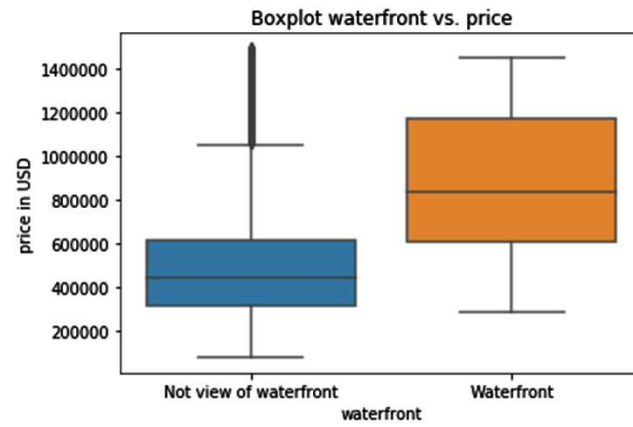 Boxplot waterfront vs. price
price in USD
1400000
1200000
1000000
800000
600000
400000
200000
Not view of waterfront
Waterfront
waterfront